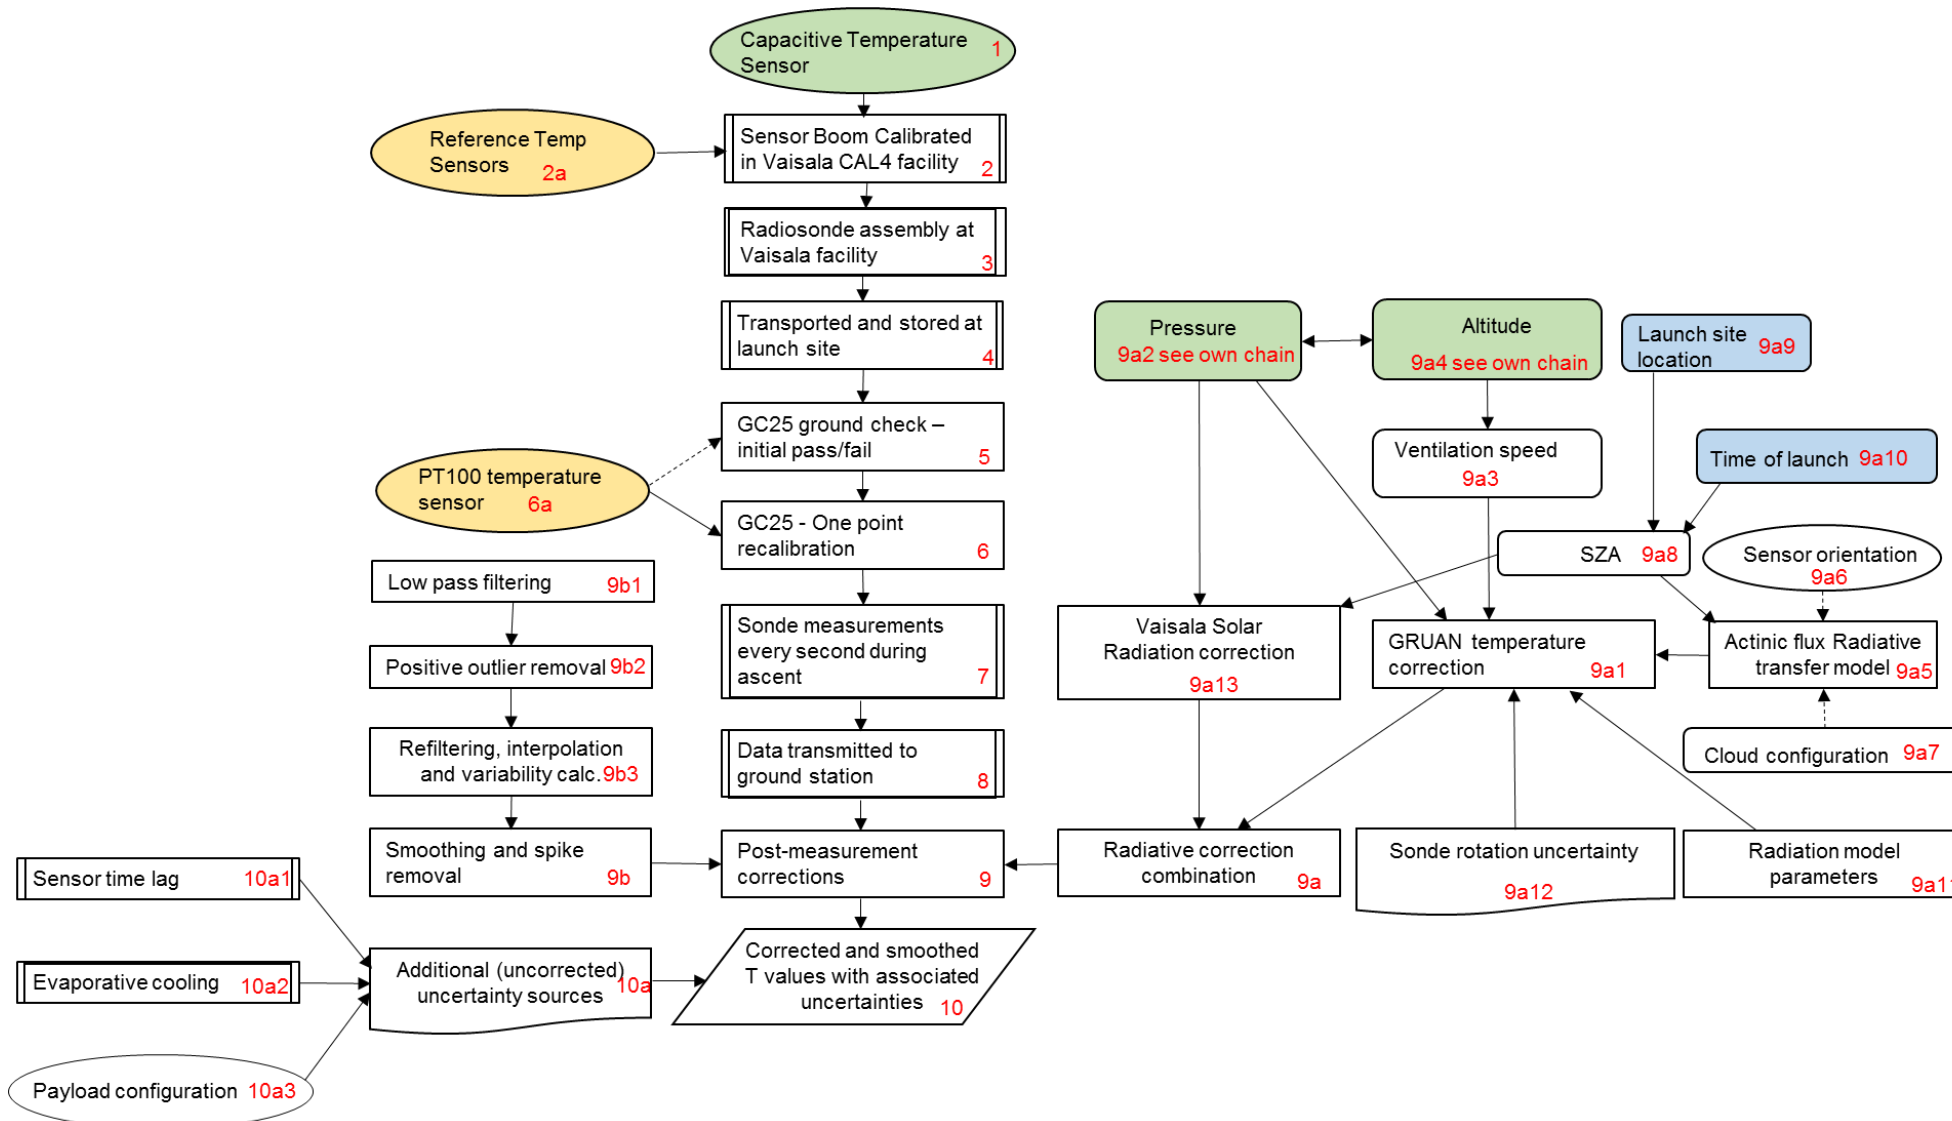 Capacitive Temperature 1
Sensor
Reference Temp
Sensors 2a
Sensor Boom Calibrated
in Vaisala CAL4 facility 2
Radiosonde assembly at
Vaisala facility 3
Transported and stored at
launch site 4
GC25 ground check –
initial pass/fail 5
PT100 temperature
sensor 6a
GC25 - One point
recalibration 6
Low pass filtering 9b1
Positive outlier removal 9b2
Refiltering, interpolation
and variability calc. 9b3
Smoothing and spike
removal 9b
Sonde measurements
every second during
ascent 7
Data transmitted to
ground station 8
Post-measurement
corrections 9
Pressure
9a2 see own chain
Altitude
9a4 see own chain
Launch site
location 9a9
Ventilation speed
9a3
Time of launch 9a10
SZA 9a8
Sensor orientation
9a6
Vaisala Solar
Radiation correction
9a13
GRUAN temperature
correction 9a1
Actinic flux Radiative
transfer model 9a5
Cloud configuration 9a7
Radiative correction
combination 9a
Sonde rotation uncertainty
9a12
Radiation model
parameters 9a11
Sensor time lag 10a1
Evaporative cooling 10a2
Payload configuration 10a3
Additional (uncorrected)
uncertainty sources 10a
Corrected and smoothed
T values with associated
uncertainties 10